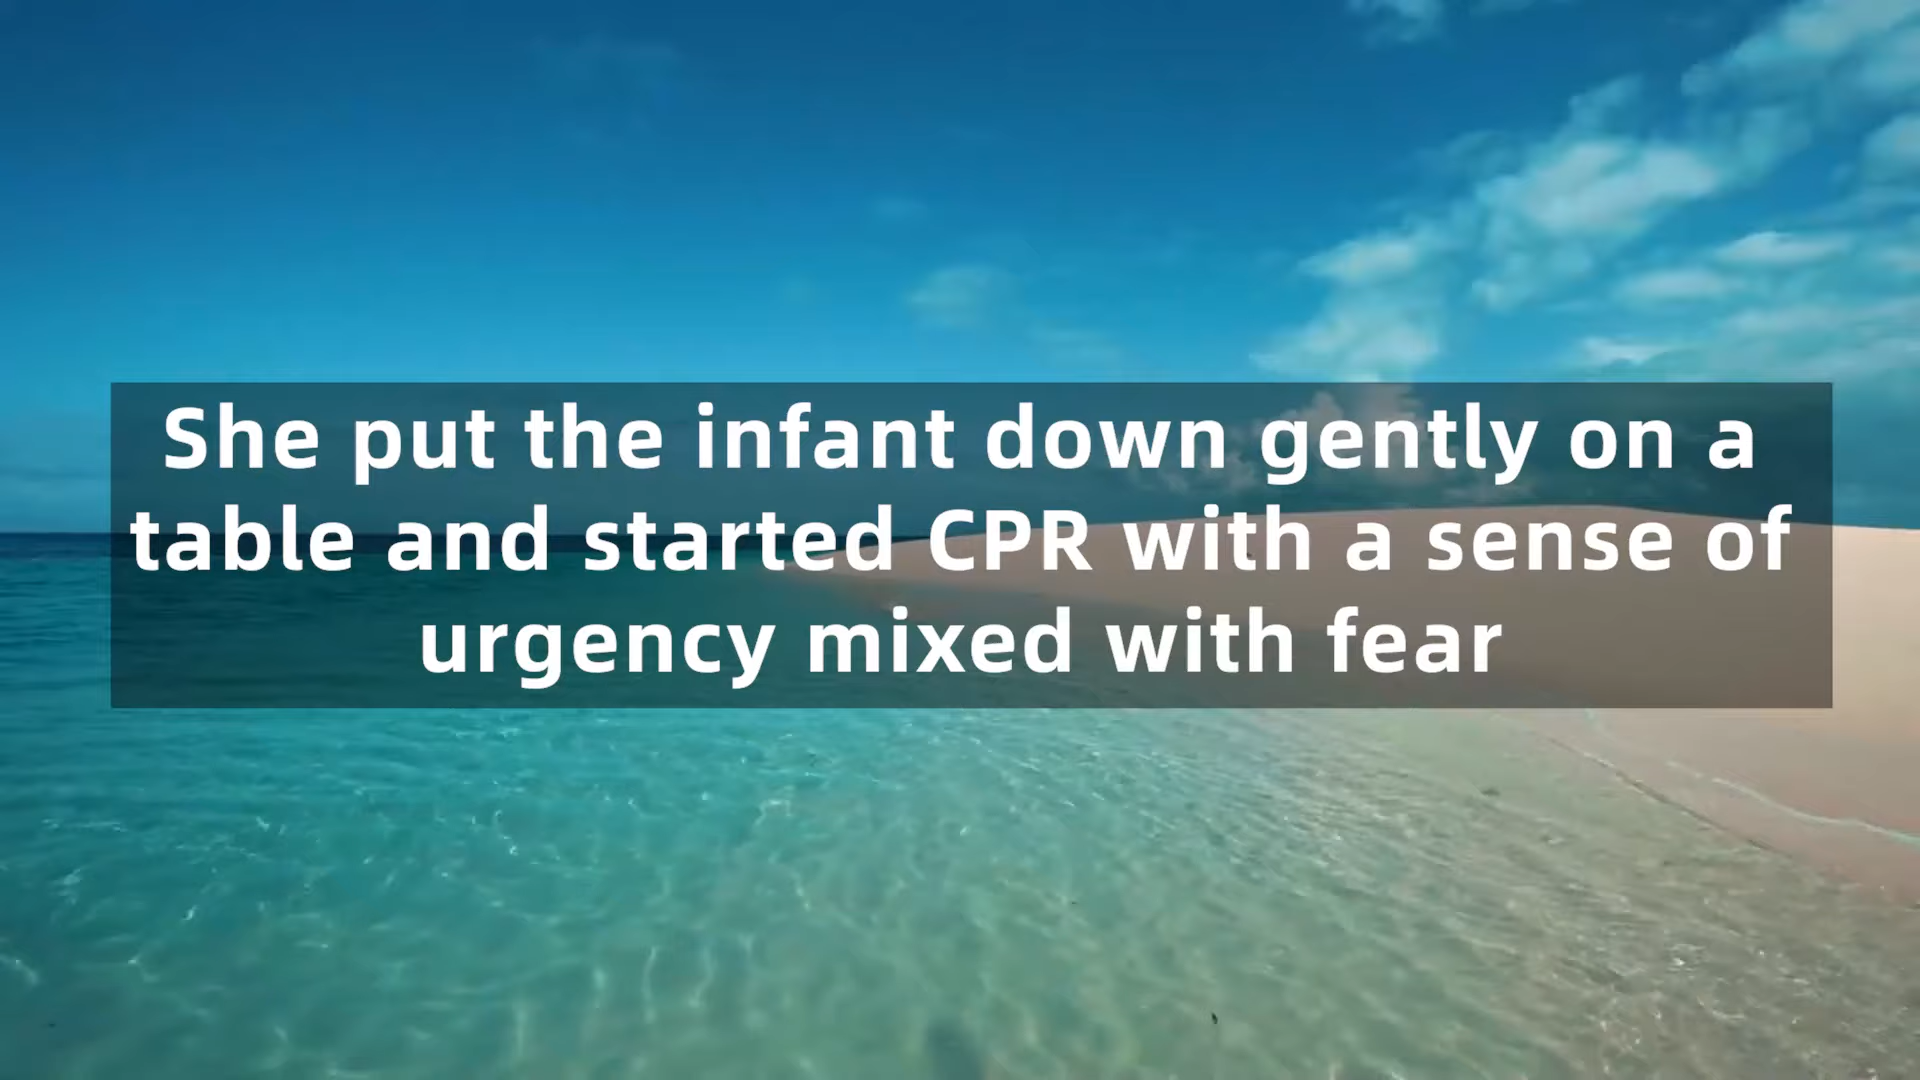 She put the infant down gently on a
table and started CPR with a sense of
urgency mixed with fear